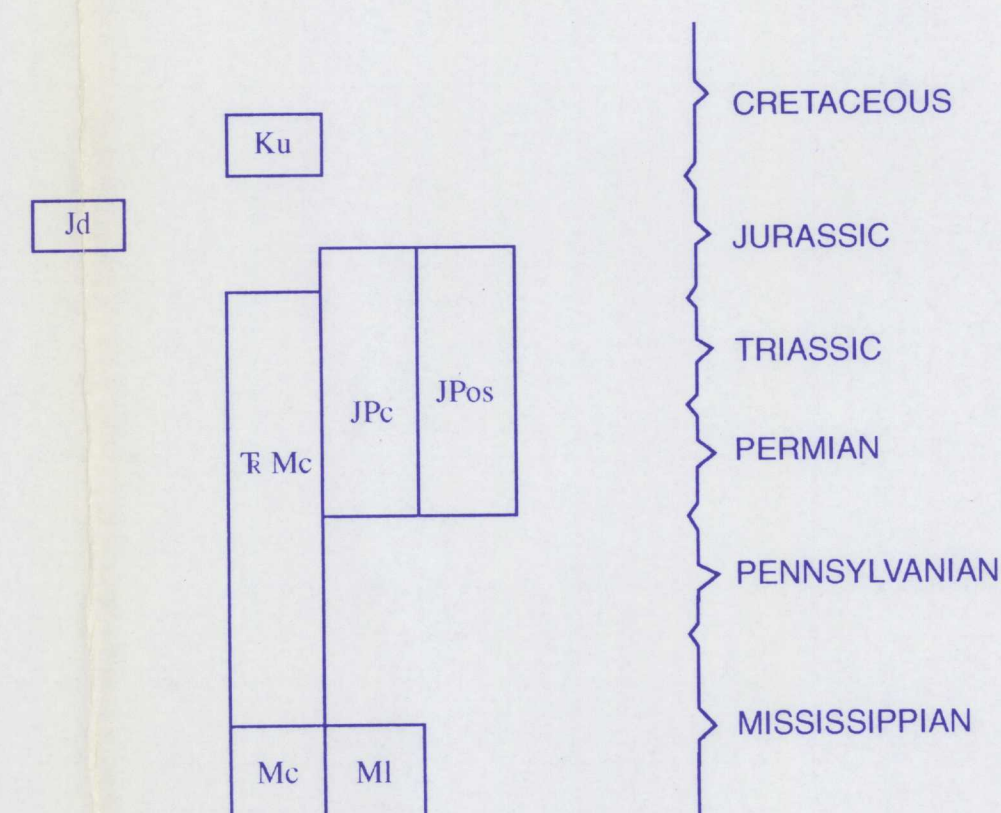 CRETACEOUS
Ku
Jd
JURASSIC
TRIASSIC
JPc
JPos
PERMIAN
TR Mc
PENNSYLVANIAN
MISSISSIPPIAN
Mc
Ml